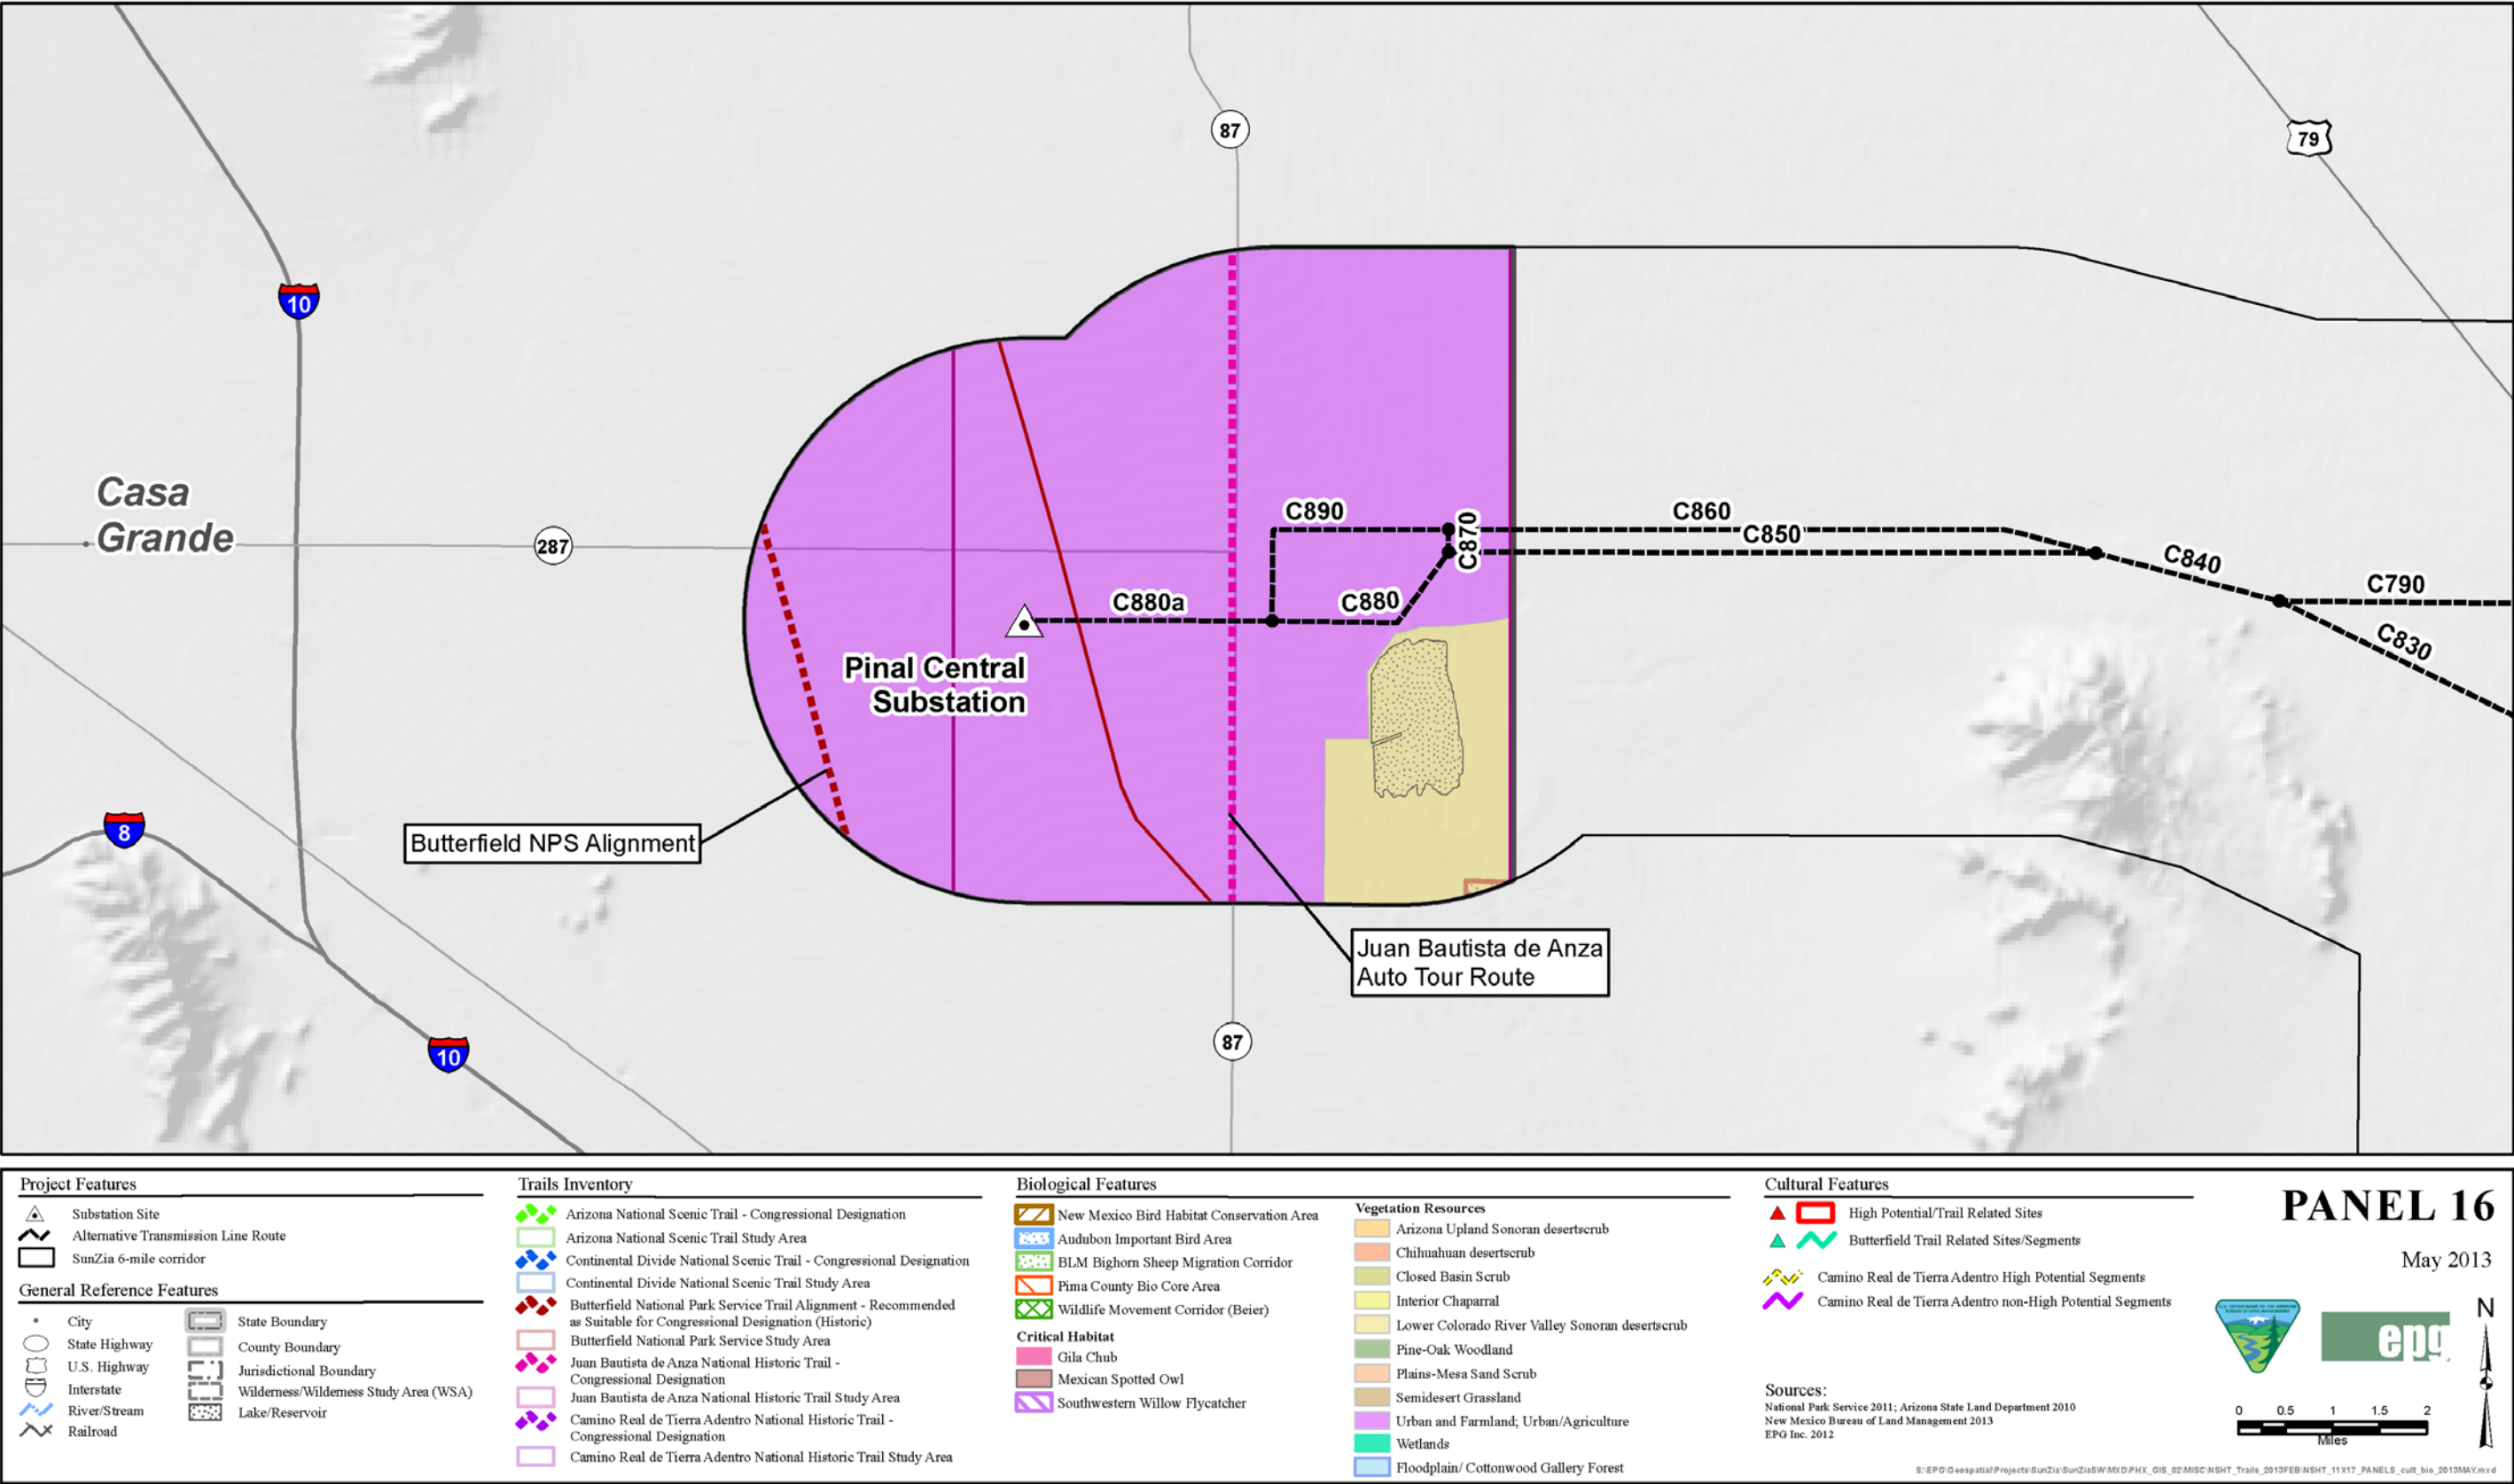 87
79
10
C890
C870
C860
C850
Casa
Grande
287
C840
C790
C880a
C880
C830
Pinal Central
Substation
8
Butterfield NPS Alignment
Juan Bautista de Anza
Auto Tour Route
87
10
Project Features
Substation Site
Alternative Transmission Line Route
SunZia 6-mile corridor
General Reference Features
City
State Highway
U.S. Highway
Interstate
River/Stream
Railroad
State Boundary
County Boundary
Jurisdictional Boundary
Wilderness/Wilderness Study Area (WSA)
Lake/Reservoir
Trails Inventory
Arizona National Scenic Trail - Congressional Designation
Arizona National Scenic Trail Study Area
Continental Divide National Scenic Trail - Congressional Designation
Continental Divide National Scenic Trail Study Area
Butterfield National Park Service Trail Alignment - Recommended
as Suitable for Congressional Designation (Historic)
Butterfield National Park Service Study Area
Juan Bautista de Anza National Historic Trail -
Congressional Designation
Juan Bautista de Anza National Historic Trail Study Area
Camino Real de Tierra Adentro National Historic Trail -
Congressional Designation
Camino Real de Tierra Adentro National Historic Trail Study Area
Biological Features
New Mexico Bird Habitat Conservation Area
Audubon Important Bird Area
BLM Bighorn Sheep Migration Corridor
Pima County Bio Core Area
Wildlife Movement Corridor (Beier)
Critical Habitat
Gila Chub
Mexican Spotted Owl
Southwestern Willow Flycatcher
Vegetation Resources
Arizona Upland Sonoran desertscrub
Chihuahuan desertscrub
Closed Basin Scrub
Interior Chaparral
Lower Colorado River Valley Sonoran desertscrub
Pine-Oak Woodland
Plains-Mesa Sand Scrub
Semidesert Grassland
Urban and Farmland; Urban/Agriculture
Wetlands
Floodplain/ Cottonwood Gallery Forest
Cultural Features
High Potential/Trail Related Sites
Butterfield Trail Related Sites/Segments
Camino Real de Tierra Adentro High Potential Segments
Camino Real de Tierra Adentro non-High Potential Segments
PANEL 16
May 2013
epg
N
Sources:
National Park Service 2011; Arizona State Land Department 2010
New Mexico Bureau of Land Management 2013
EPG Inc. 2012
0 0.5 1 1.5 2
Miles
S:\EPG\Geospatial\Projects\SunZia\SunZiaSW\MXD\PHX_GIS_02\MISC\NSHT_Trails_2013FEB\NSHT_11X17_PANELS_cult_bio_2013MAY.mxd